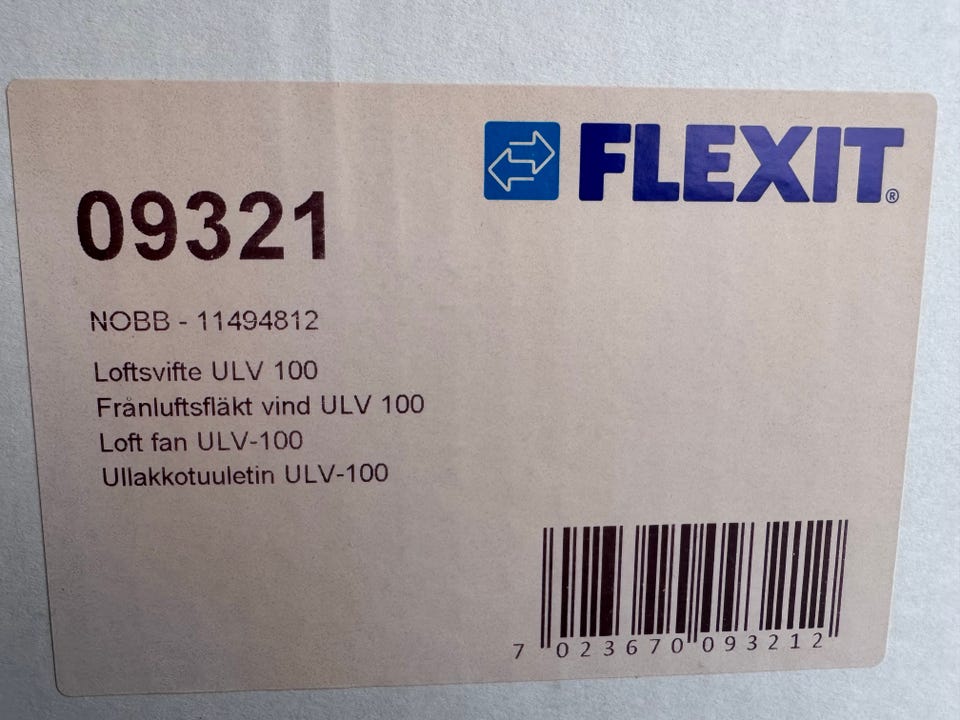 FLEXIT®
09321
NOBB - 11494812
Loftsvifte ULV 100
Frånluftsfläkt vind ULV 100
Loft fan ULV-100
Ullakkotuuletin ULV-100
7 023670 093212